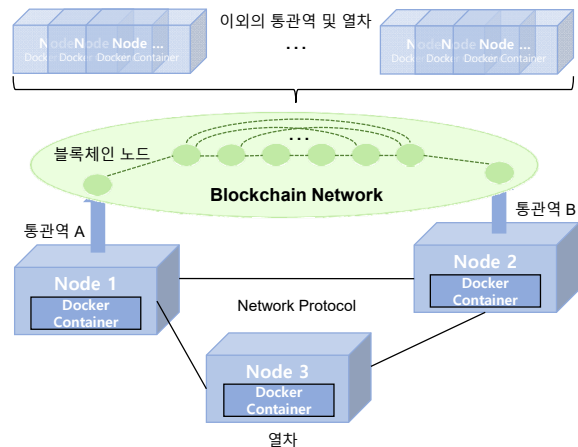 이외의 통관역 및 열차
Node Node Node ...
Docker Docker Docker Container
...
Node Node Node ...
Docker Docker Docker Container
...
블록체인 노드
Blockchain Network
통관역 A
통관역 B
Node 1
Docker
Container
Node 2
Docker
Container
Network Protocol
Node 3
Docker
Container
열차